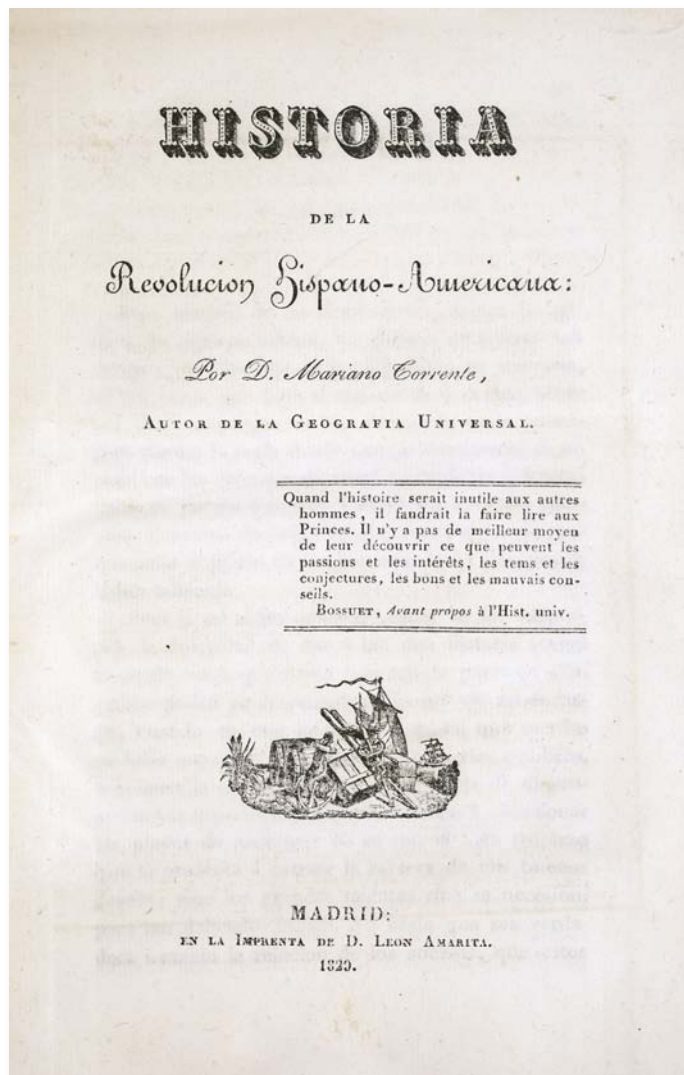 HISTORIA
DE LA
Revolucion Hispano-Americana:
Por D. Mariano Torrente,
AUTOR DE LA GEOGRAFIA UNIVERSAL.
Quand l'histoire serait inutile aux autres
hommes, il faudrait la faire lire aux
Princes. Il n'y a pas de meilleur moyen
de leur découvrir ce que peuvent les
passions et les intérêts, les tems et les
conjectures, les bons et les mauvais con-
seils.
BOSSUET, Avant propos à l'Hist. univ.
MADRID:
EN LA IMPRENTA DE D. LEON AMARITA.
1829.